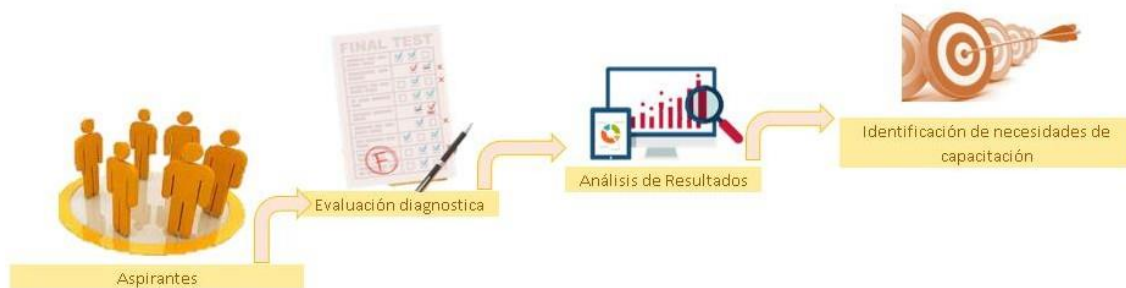 FINAL TEST
F
Evaluación diagnostica
Aspirantes
Análisis de Resultados
Identificación de necesidades de
capacitación